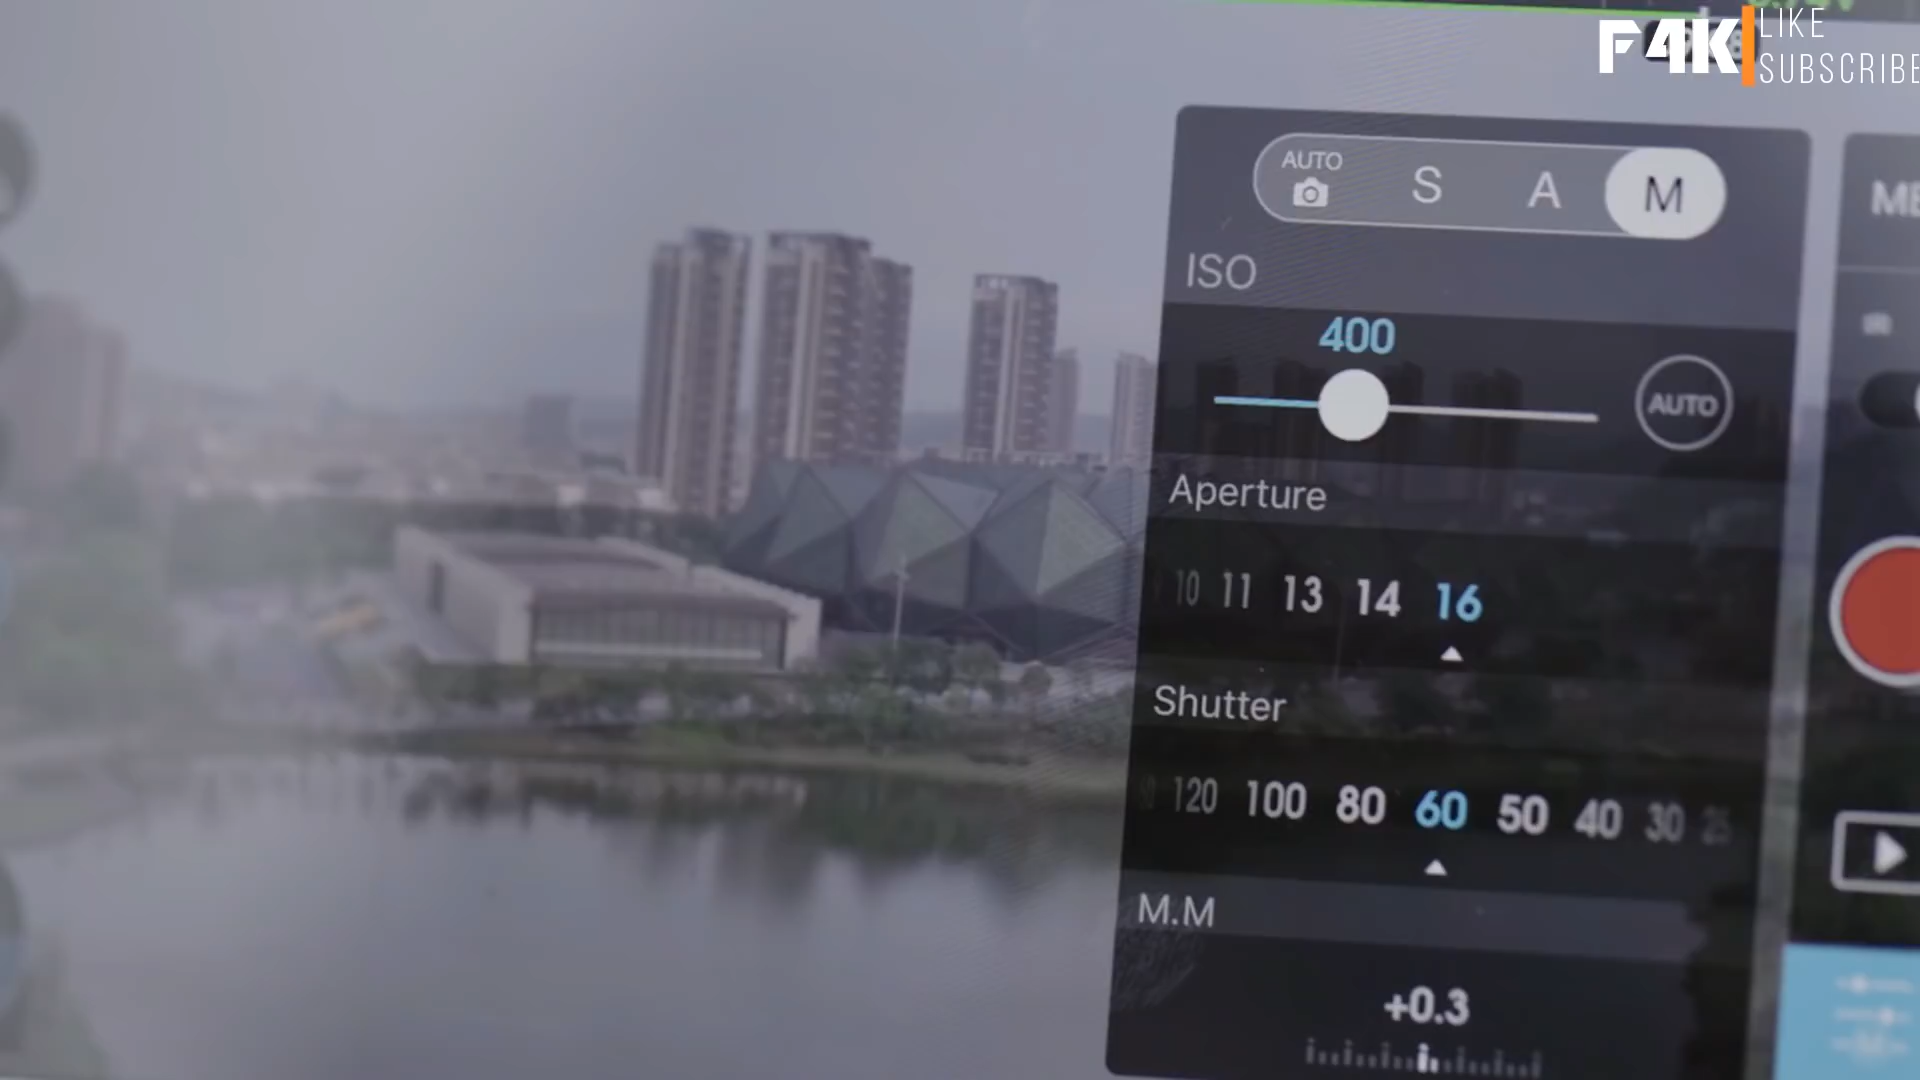 F4K
LIKE
SUBSCRIBE
AUTO S A M
ISO
400
AUTO
Aperture
10 11 13 14 16
Shutter
120 100 80 60 50 40 30 25
M.M
+0.3